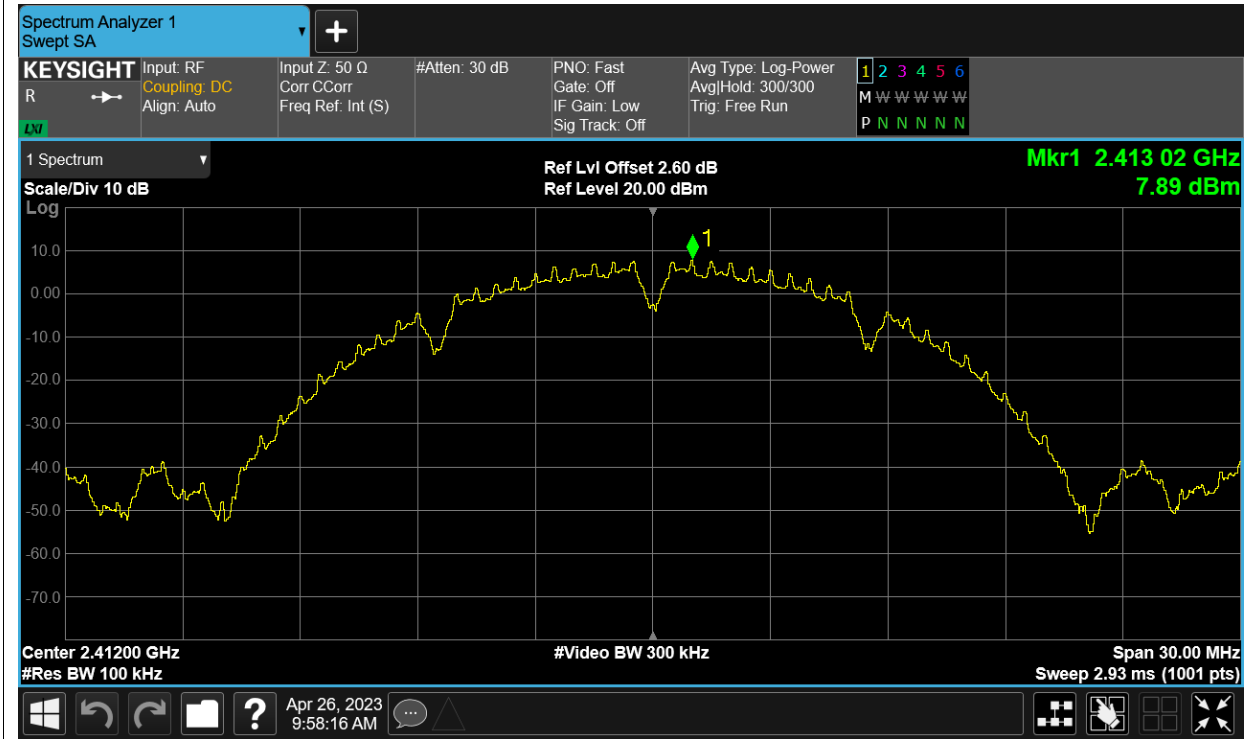 Spectrum Analyzer 1
Swept SA
KEYSIGHT
R
LXI
Input: RF
Coupling: DC
Align: Auto
Input Z: 50 Ω
Corr CCorr
Freq Ref: Int (S)
#Atten: 30 dB
PNO: Fast
Gate: Off
IF Gain: Low
Sig Track: Off
Avg Type: Log-Power
Avg|Hold: 300/300
Trig: Free Run
1 2 3 4 5 6
M W W W W W W
P N N N N N N
1 Spectrum
Scale/Div 10 dB
Log
Ref Lvl Offset 2.60 dB
Ref Level 20.00 dBm
Mkr1 2.413 02 GHz
7.89 dBm
1
10.0
0.00
-10.0
-20.0
-30.0
-40.0
-50.0
-60.0
-70.0
Center 2.41200 GHz
#Res BW 100 kHz
#Video BW 300 kHz
Span 30.00 MHz
Sweep 2.93 ms (1001 pts)
?
Apr 26, 2023
9:58:16 AM